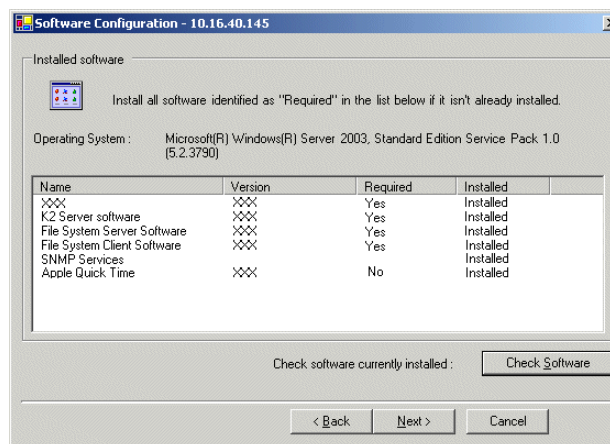 Software Configuration - 10.16.40.145
Installed software
Install all software identified as "Required" in the list below if it isn't already installed.
Operating System : Microsoft(R) Windows(R) Server 2003, Standard Edition Service Pack 1.0
(5.2.3790)
Name Version Required Installed
XXX XXX Yes Installed
K2 Server software XXX Yes Installed
File System Server Software XXX Yes Installed
File System Client Software XXX Yes Installed
SNMP Services Installed
Apple Quick Time XXX No Installed
Check software currently installed : Check Software
< Back Next > Cancel